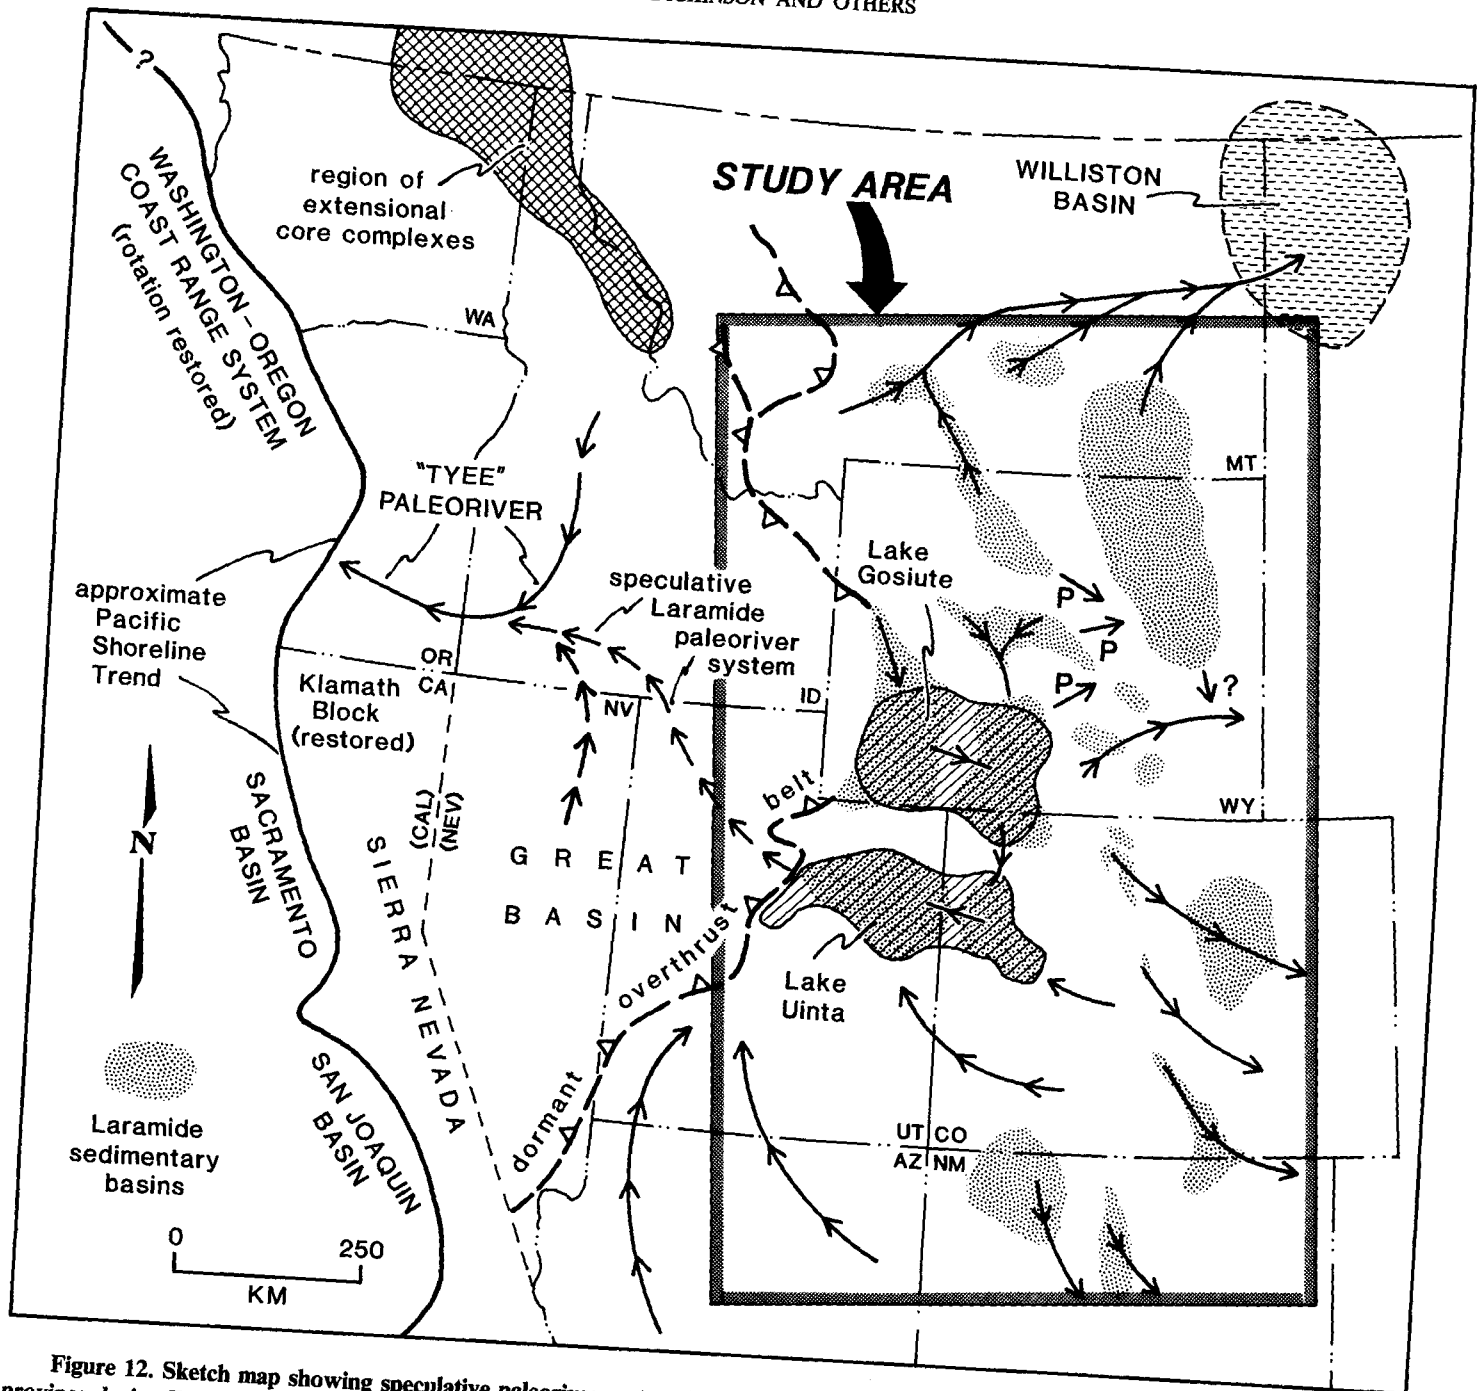 AND OTHERS
?
region of
extensional
core complexes
STUDY AREA
WILLISTON
BASIN
WASHINGTON-OREGON
COAST RANGE SYSTEM
(rotation restored)
WA
MT
"TYEE"
PALEORIVER
Lake
Gosiute
approximate
Pacific
Shoreline
Trend
speculative
Laramide
paleoriver
system
P
P
P
?
OR
CA
ID
NV
Klamath
Block
(restored)
belt
WY
N
SACRAMENTO
BASIN
(CAL)
(NEV)
SIERRA NEVADA
GREAT
BASIN
overthrust
Lake
Uinta
dormant
SAN JOAQUIN
BASIN
Laramide
sedimentary
basins
UT CO
AZ NM
0 250
KM
Figure 12. Sketch map showing speculative